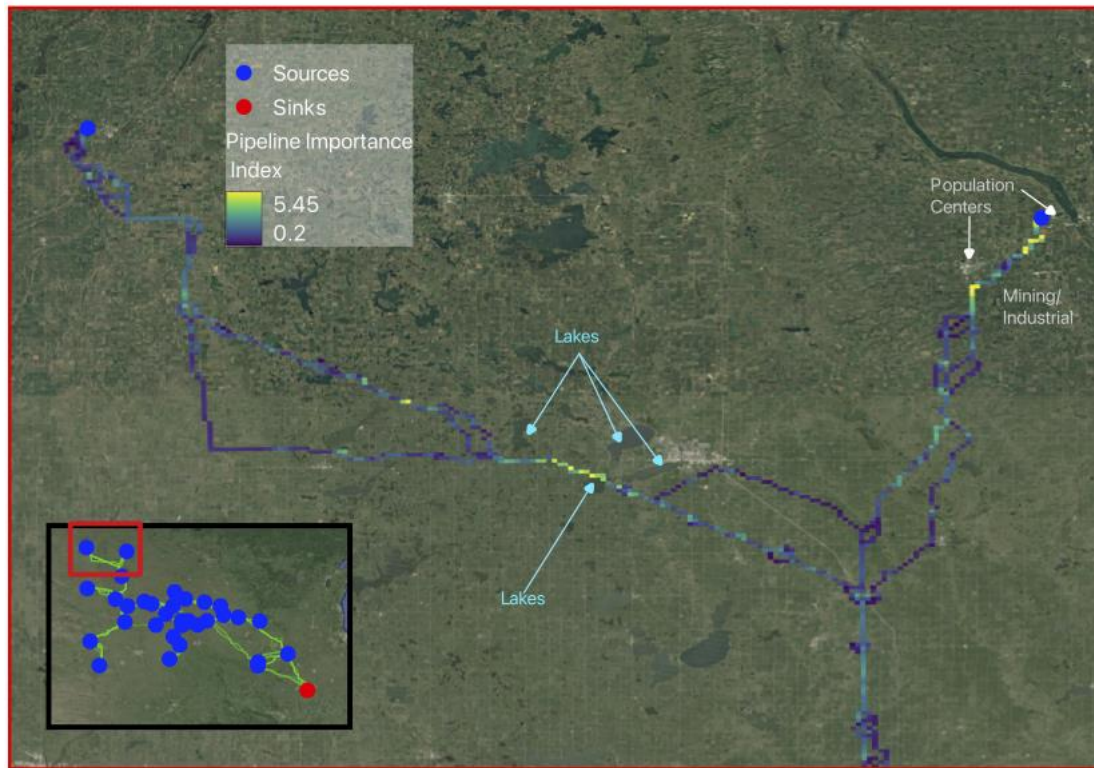 Sources
Sinks
Pipeline Importance
Index
5.45
0.2
Population
Centers
Mining/
Industrial
Lakes
Lakes